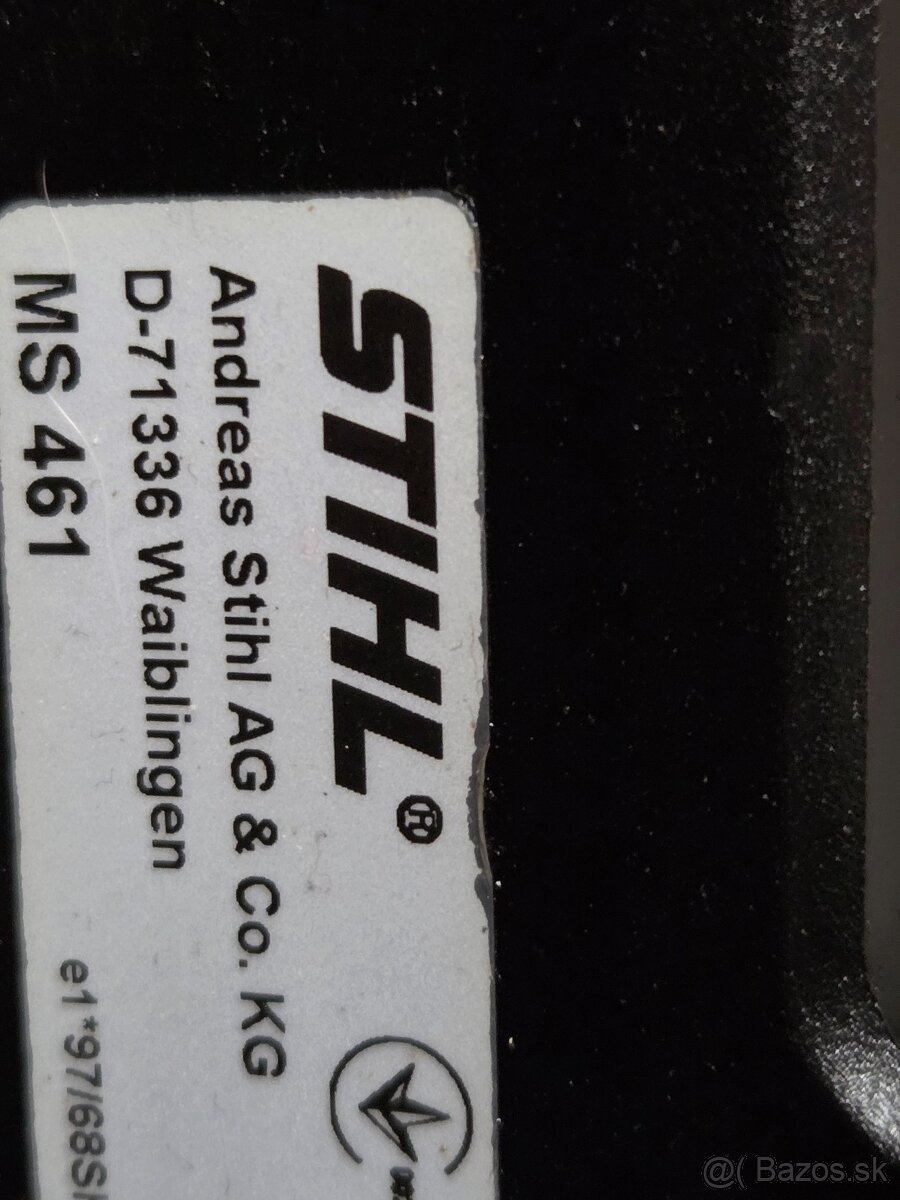 STIHL®
Andreas Stihl AG & Co. KG
D-71336 Waiblingen
MS 461
e1*97/68S
@( Bazos.sk